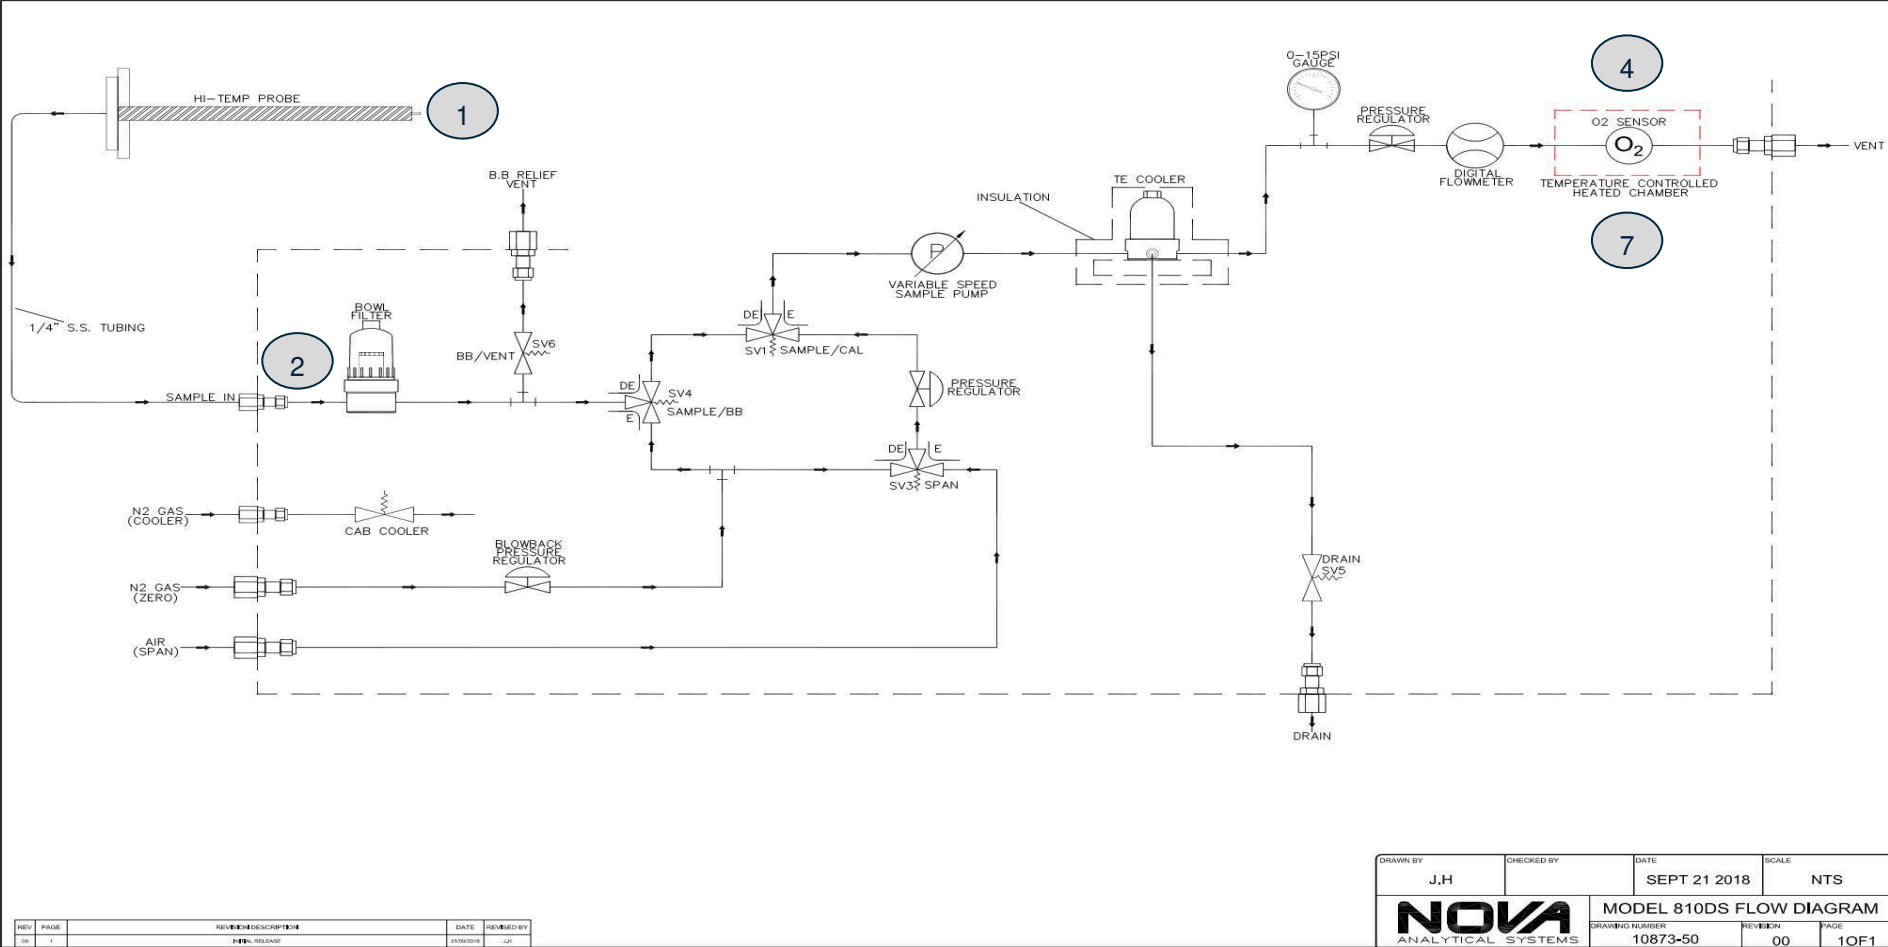 HI-TEMP PROBE
1
1/4" S.S. TUBING
SAMPLE IN
2
BOWL
FILTER
B.B RELIEF
VENT
BB/VENT
SV6
DE
SV4
SAMPLE/BB
E
DE
E
SV1
SAMPLE/CAL
PRESSURE
REGULATOR
DE
E
SV3
SPAN
P
VARIABLE SPEED
SAMPLE PUMP
INSULATION
TE COOLER
0-15PSI
GAUGE
PRESSURE
REGULATOR
DIGITAL
FLOWMETER
4
O2 SENSOR
O2
TEMPERATURE CONTROLLED
HEATED CHAMBER
7
VENT
N2 GAS
(COOLER)
CAB COOLER
N2 GAS
(ZERO)
BLOWBACK
PRESSURE
REGULATOR
AIR
(SPAN)
DRAIN
SV5
DRAIN
DRAWN BY
J.H
CHECKED BY
DATE
SEPT 21 2018
SCALE
NTS
NOVA
ANALYTICAL SYSTEMS
MODEL 810DS FLOW DIAGRAM
DRAWING NUMBER
10873-50
REVISION
00
PAGE
1OF1
REV PAGE REVISION DESCRIPTION DATE REVISED BY
00 1 INITIAL RELEASE 21/09/2018 J.H